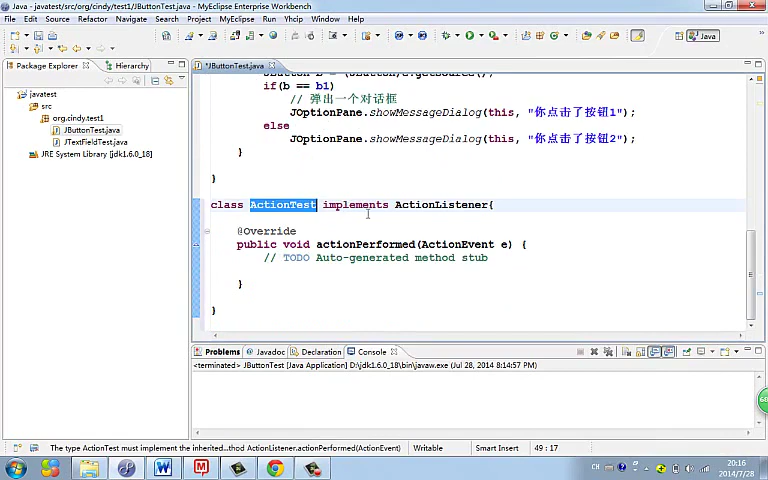 javatest/src/org/cindy/test1/JButtonTest.java - MyEclipse Enterprise Workbench
File Edit Source Refactor Navigate Search Project MyEclipse Run Yichip Window Help
Java
Package Explorer Hierarchy
javatest
src
org.cindy.test1
JButtonTest.java
JTextFieldTest.java
JRE System Library [jdk1.6.0_18]
*JButtonTest.java
if(b == b1)
// 弹出一个对话框
JOptionPane.showMessageDialog(this, "你点击了按钮1");
else
JOptionPane.showMessageDialog(this, "你点击了按钮2");
}
}
class ActionTest implements ActionListener{
@Override
public void actionPerformed(ActionEvent e) {
// TODO Auto-generated method stub
}
}
Problems Javadoc Declaration Console
<terminated> JButtonTest [Java Application] D:\jdk1.6.0_18\bin\javaw.exe (Jul 28, 2014 8:14:57 PM)
The type ActionTest must implement the inherited...thod ActionListener.actionPerformed(ActionEvent) Writable Smart Insert 49 : 17
CH 20:16
2014/7/28